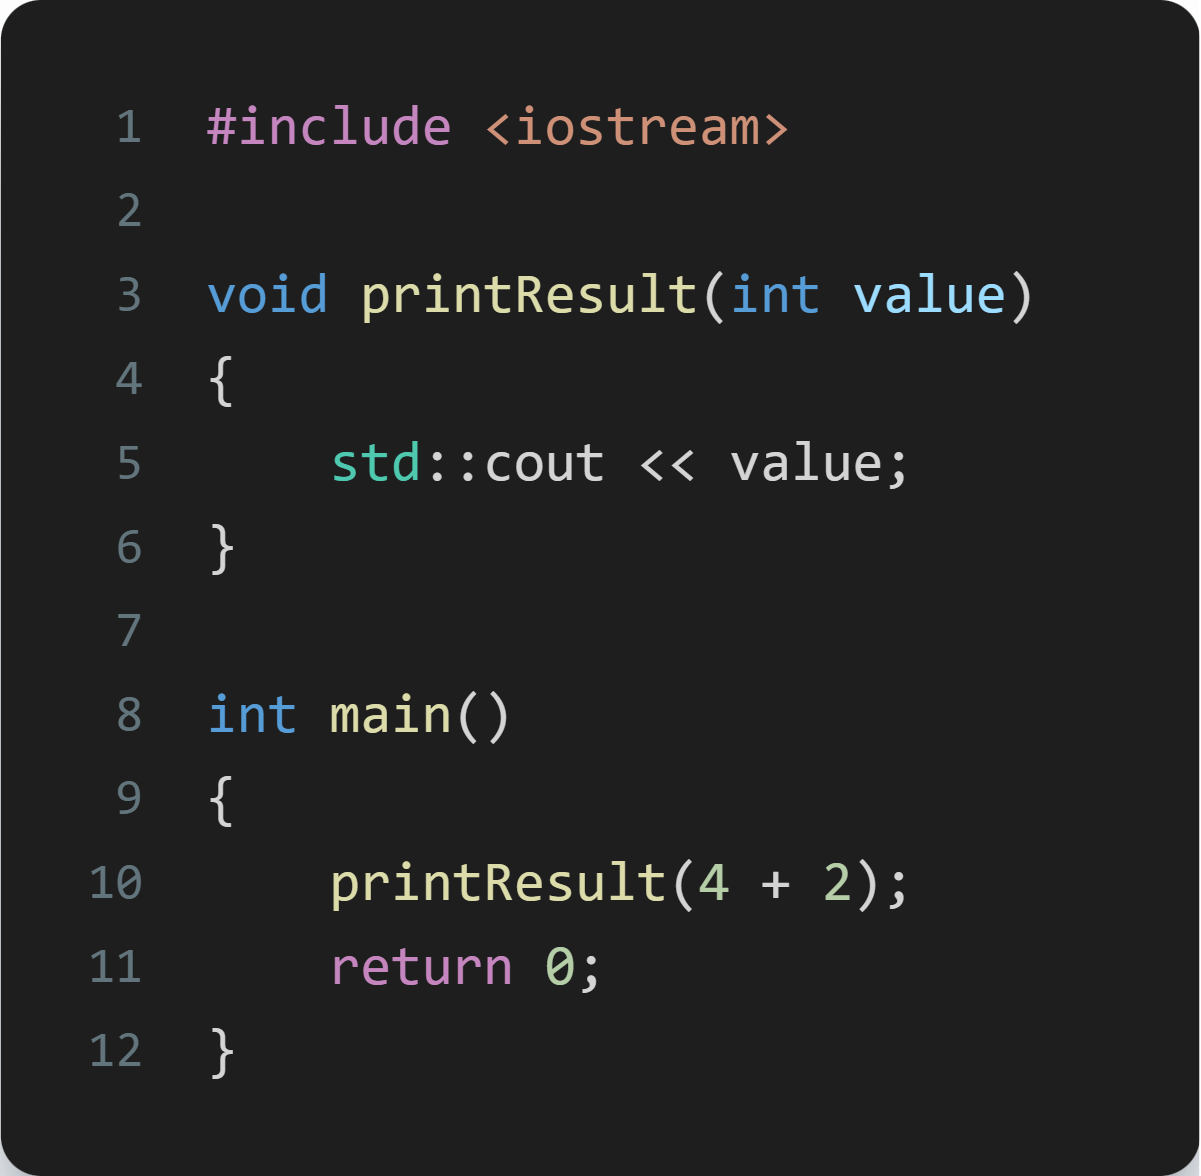 1 #include <iostream>
2
3 void printResult(int value)
4 {
5     std::cout << value;
6 }
7
8 int main()
9 {
10     printResult(4 + 2);
11     return 0;
12 }